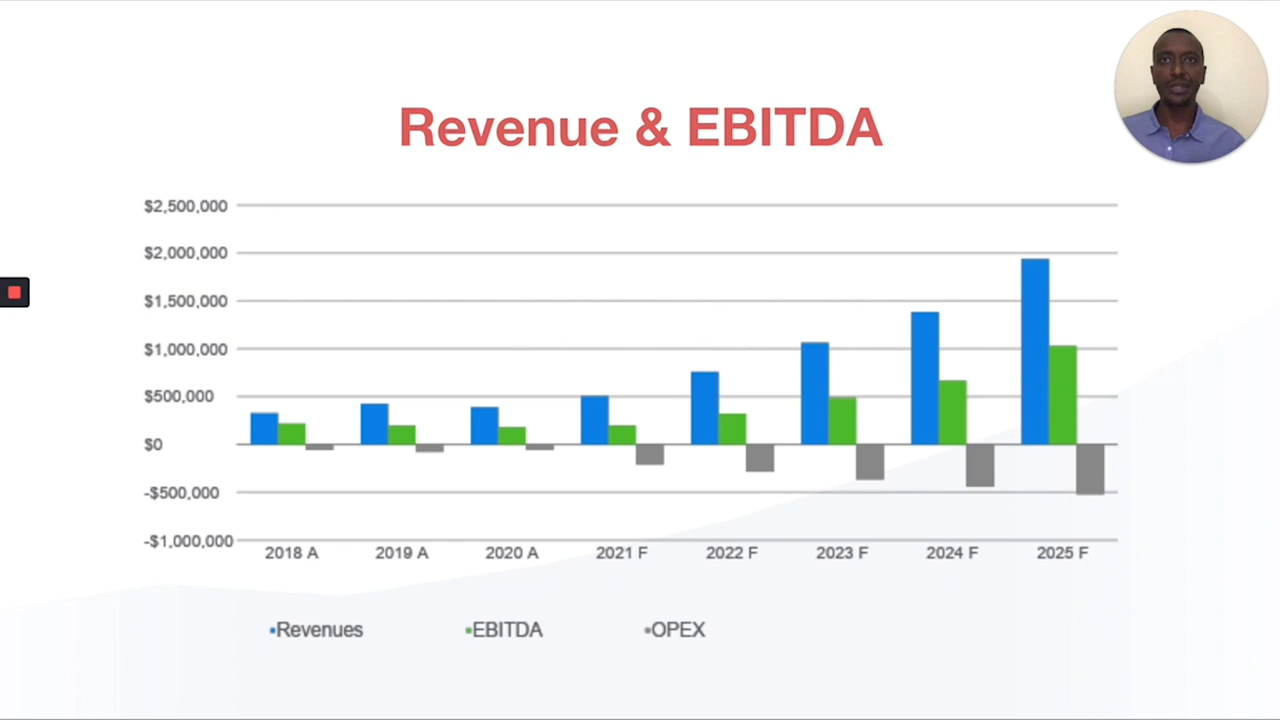 Revenue & EBITDA
$2,500,000
$2,000,000
$1,500,000
$1,000,000
$500,000
$0
-$500,000
-$1,000,000
2018 A 2019 A 2020 A 2021 F 2022 F 2023 F 2024 F 2025 F
Revenues EBITDA OPEX